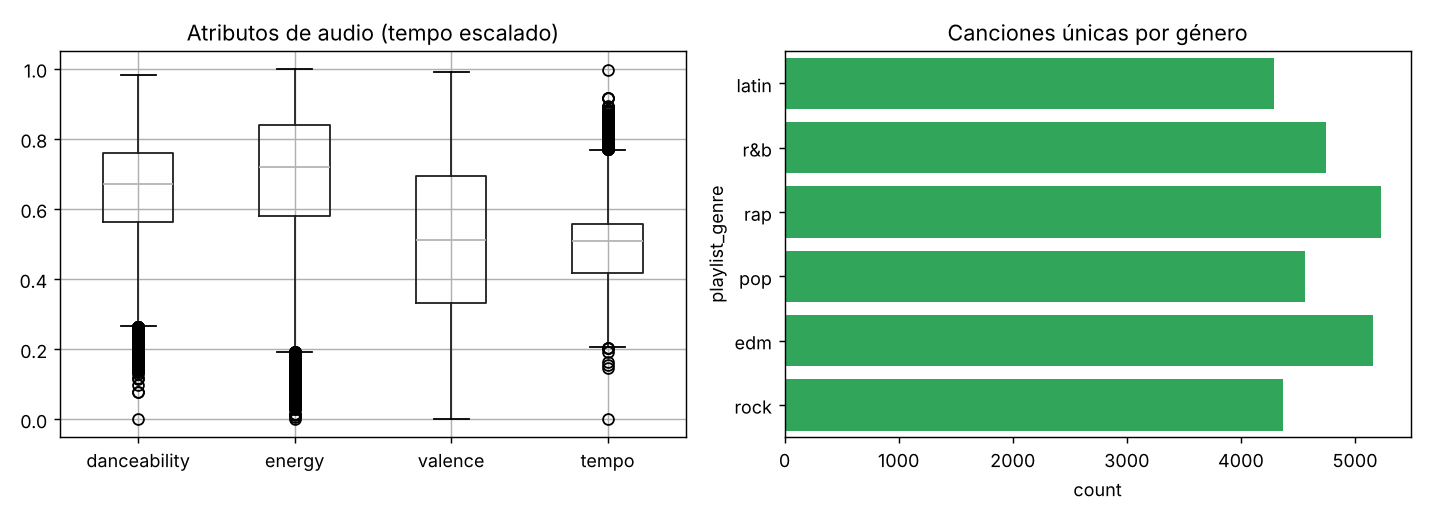 Atributos de audio (tempo escalado)
1.0
0.8
0.6
0.4
0.2
0.0
danceability
energy
valence
tempo
Canciones únicas por género
playlist_genre
latin
r&b
rap
pop
edm
rock
0
1000
2000
3000
4000
5000
count